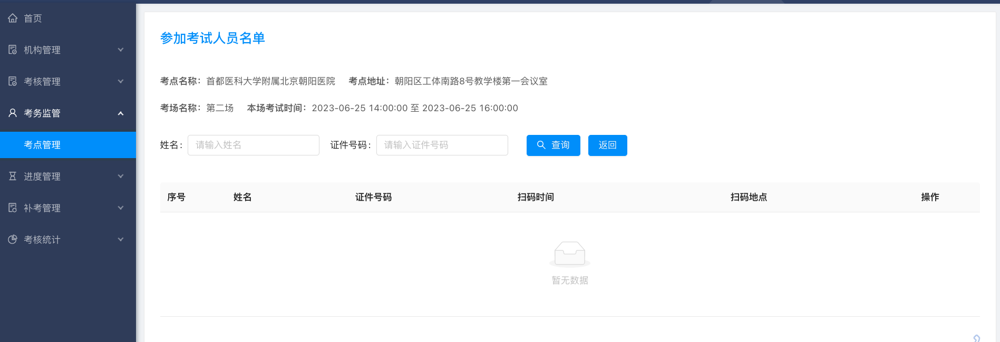 首页
机构管理
考核管理
考务监管
考点管理
进度管理
补考管理
考核统计
参加考试人员名单
考点名称：首都医科大学附属北京朝阳医院 考点地址：朝阳区工体南路8号教学楼第一会议室
考场名称：第二场 本场考试时间：2023-06-25 14:00:00 至 2023-06-25 16:00:00
姓名： 请输入姓名 证件号码： 请输入证件号码 查询 返回
序号 姓名 证件号码 扫码时间 扫码地点 操作
暂无数据